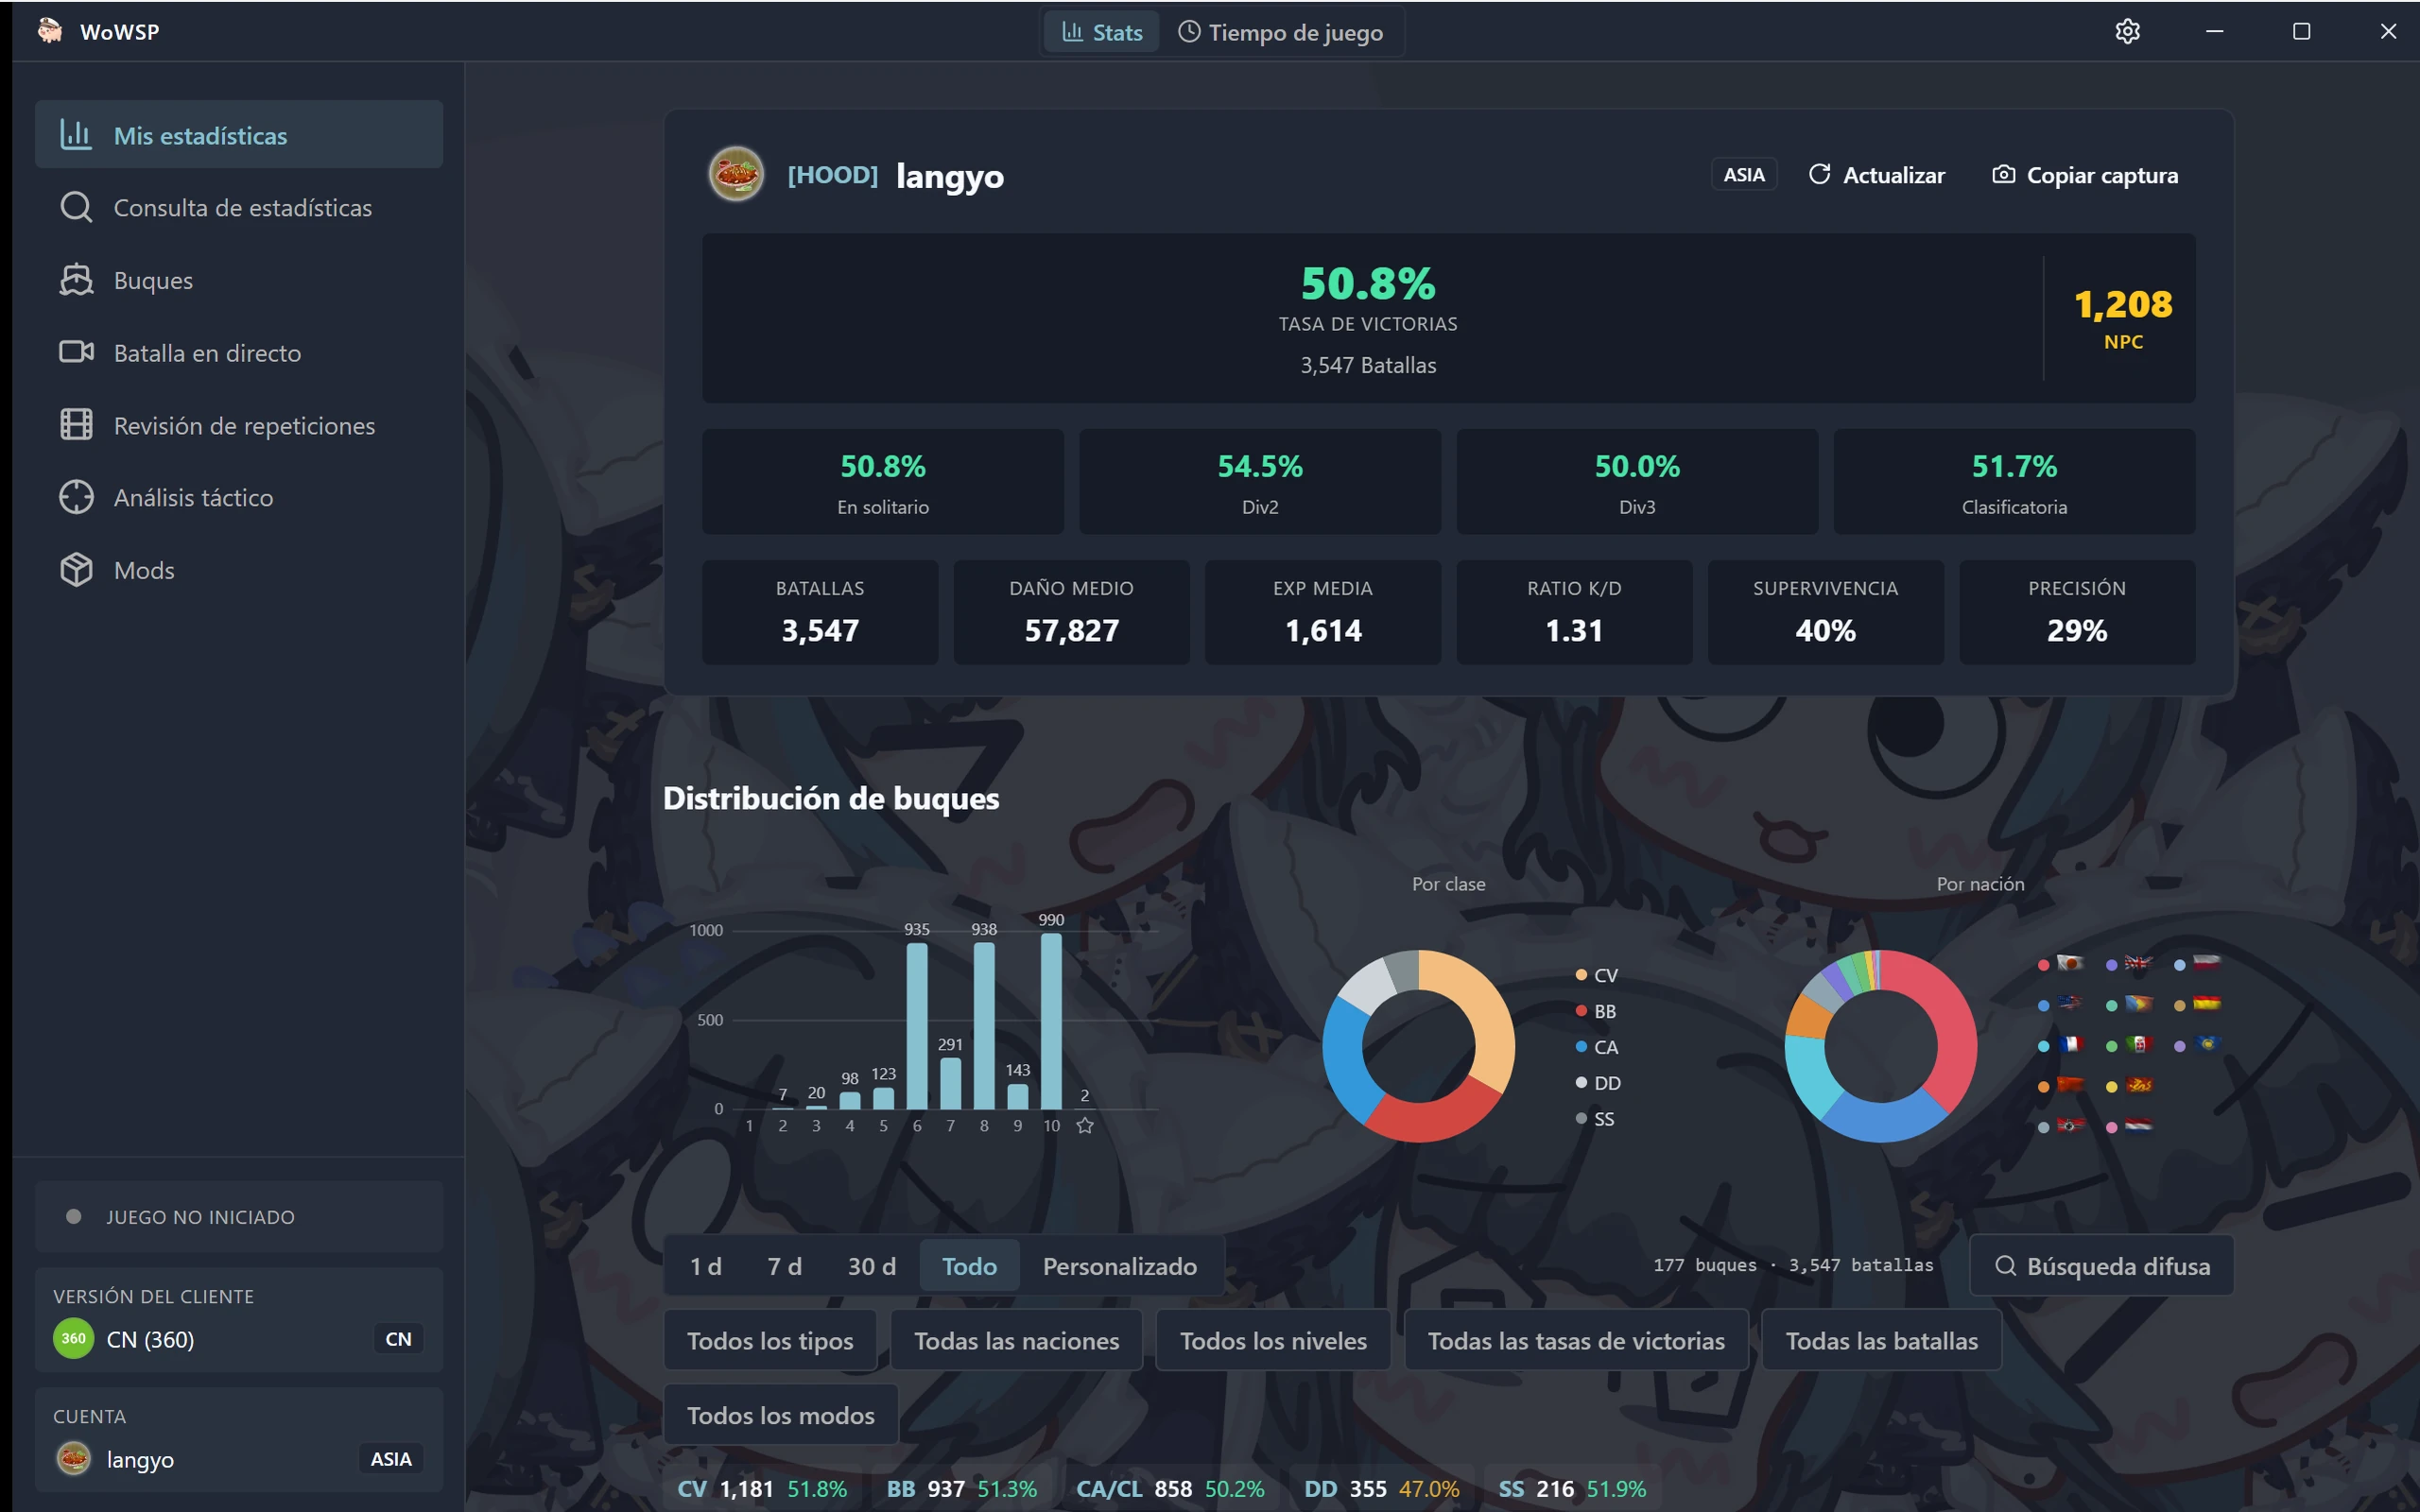 WoWSP
Stats
Tiempo de juego
Mis estadísticas
Consulta de estadísticas
Buques
Batalla en directo
Revisión de repeticiones
Análisis táctico
Mods
JUEGO NO INICIADO
VERSIÓN DEL CLIENTE
360 CN (360) CN
CUENTA
langyo ASIA
[HOOD] langyo
ASIA Actualizar Copiar captura
50.8%
TASA DE VICTORIAS
3,547 Batallas
1,208
NPC
50.8% 54.5% 50.0% 51.7%
En solitario Div2 Div3 Clasificatoria
BATALLAS DAÑO MEDIO EXP MEDIA RATIO K/D SUPERVIVENCIA PRECISIÓN
3,547 57,827 1,614 1.31 40% 29%
Distribución de buques
1000
500
0
7 20 98 123 935 291 938 143 990 2
1 2 3 4 5 6 7 8 9 10
Por clase
CV
BB
CA
DD
SS
Por nación
1 d 7 d 30 d Todo Personalizado
177 buques · 3,547 batallas
Búsqueda difusa
Todos los tipos Todas las naciones Todos los niveles Todas las tasas de victorias Todas las batallas
Todos los modos
CV 1,181 51.8% BB 937 51.3% CA/CL 858 50.2% DD 355 47.0% SS 216 51.9%